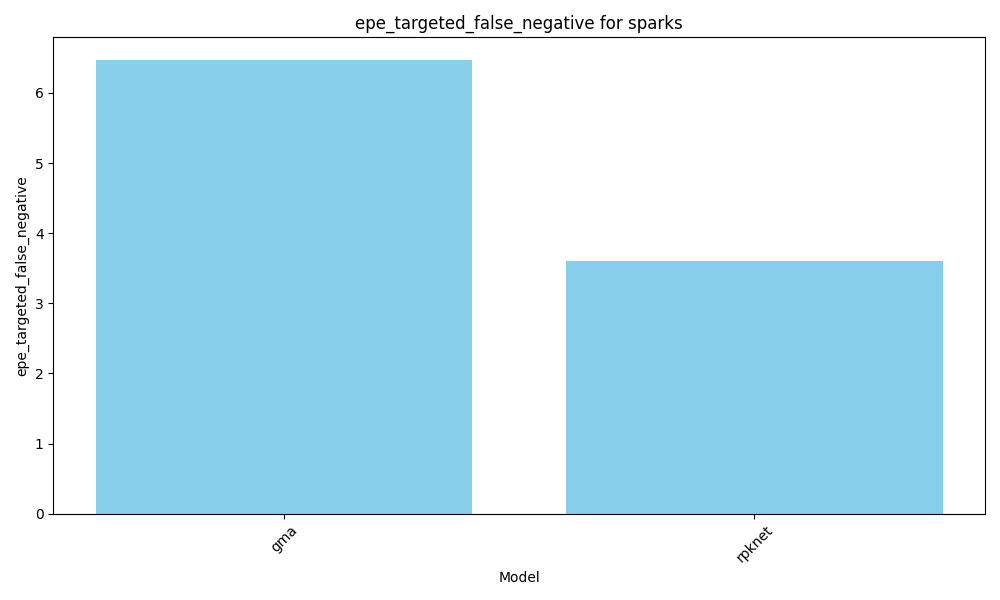 epe_targeted_false_negative for sparks
epe_targeted_false_negative
6
5
4
3
2
1
0
gma
rpknet
Model